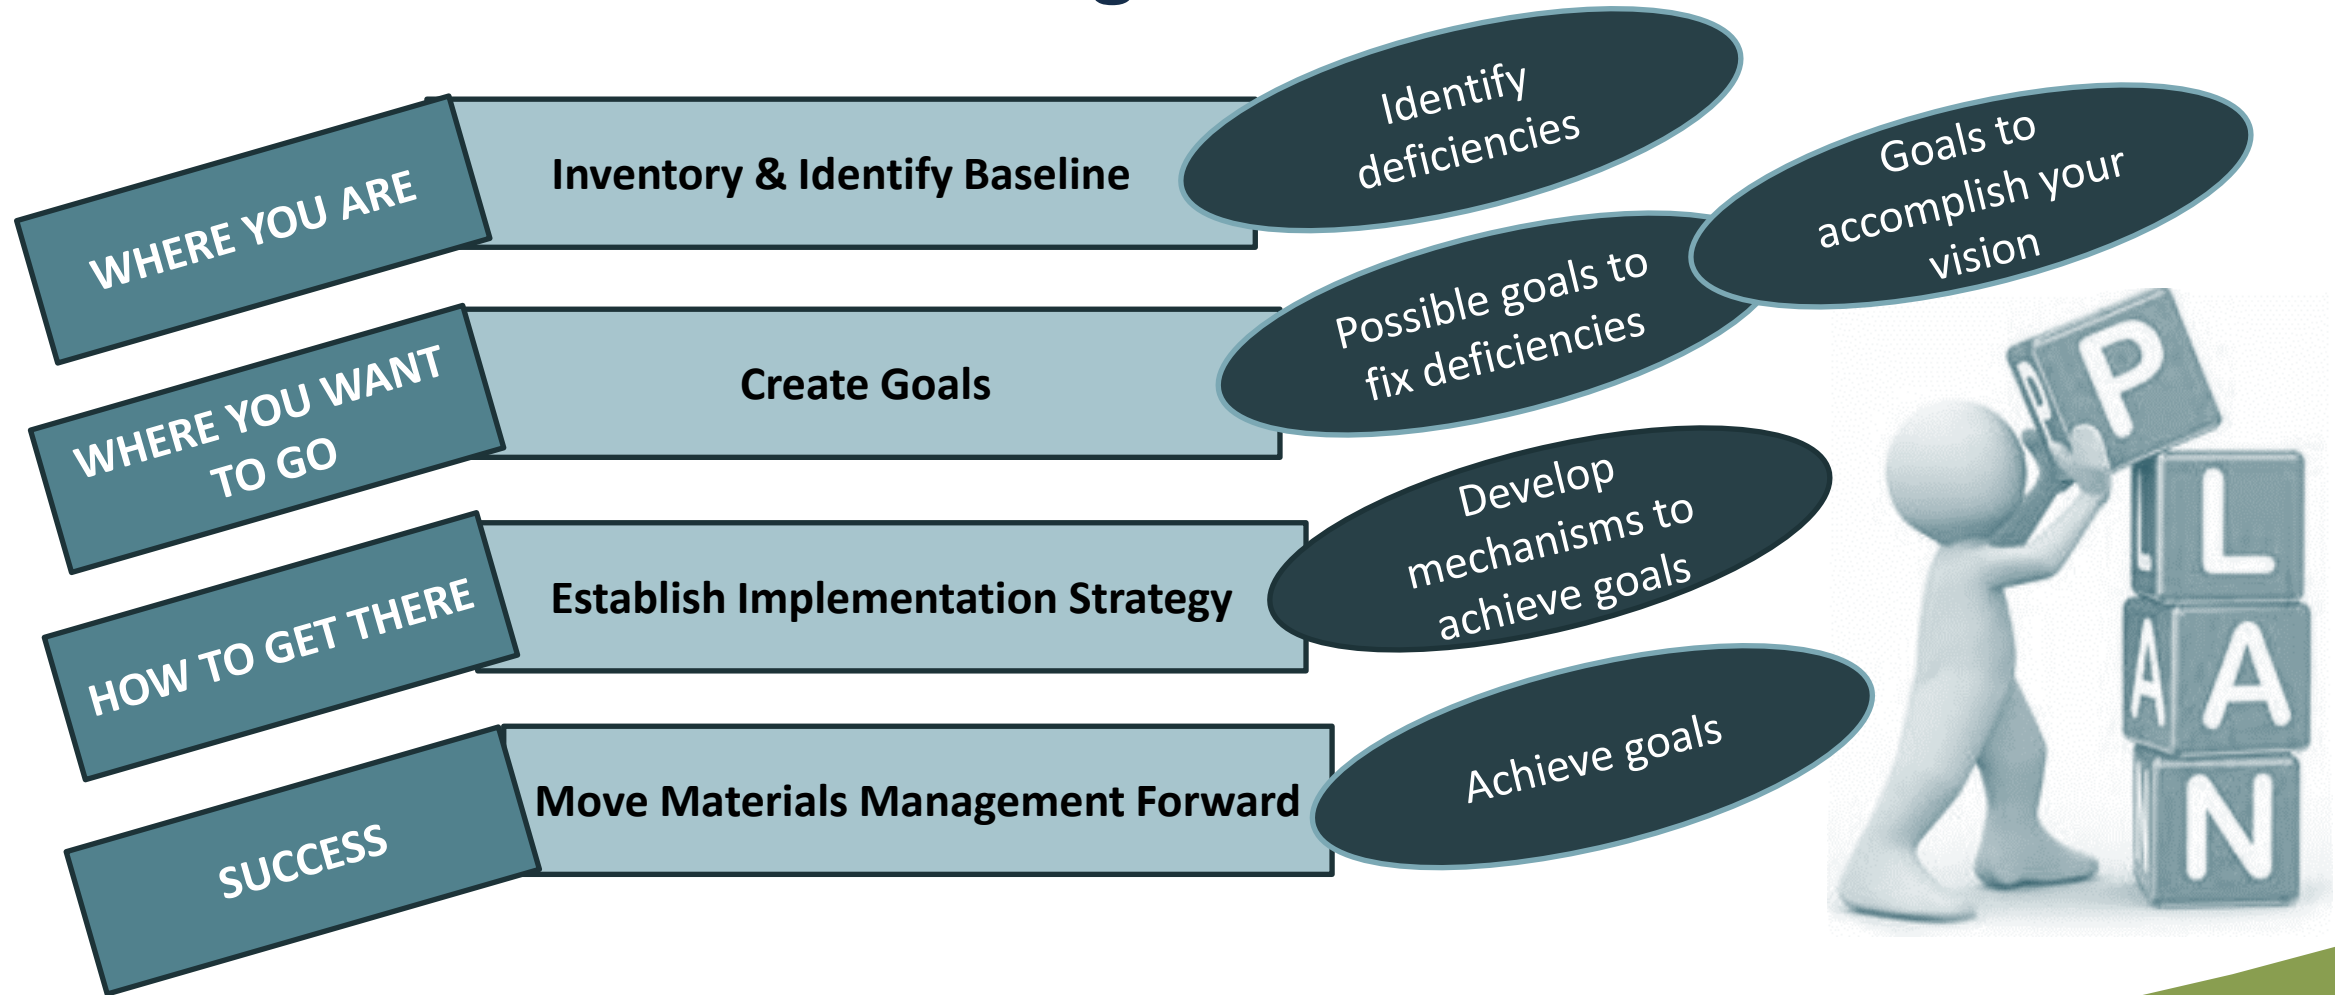 WHERE YOU ARE
Inventory & Identify Baseline
Identify
deficiencies
WHERE YOU WANT
TO GO
Create Goals
Possible goals to
fix deficiencies
Goals to
accomplish your
vision
HOW TO GET THERE
Establish Implementation Strategy
Develop
mechanisms to
achieve goals
SUCCESS
Move Materials Management Forward
Achieve goals
P P
L L
A A
N